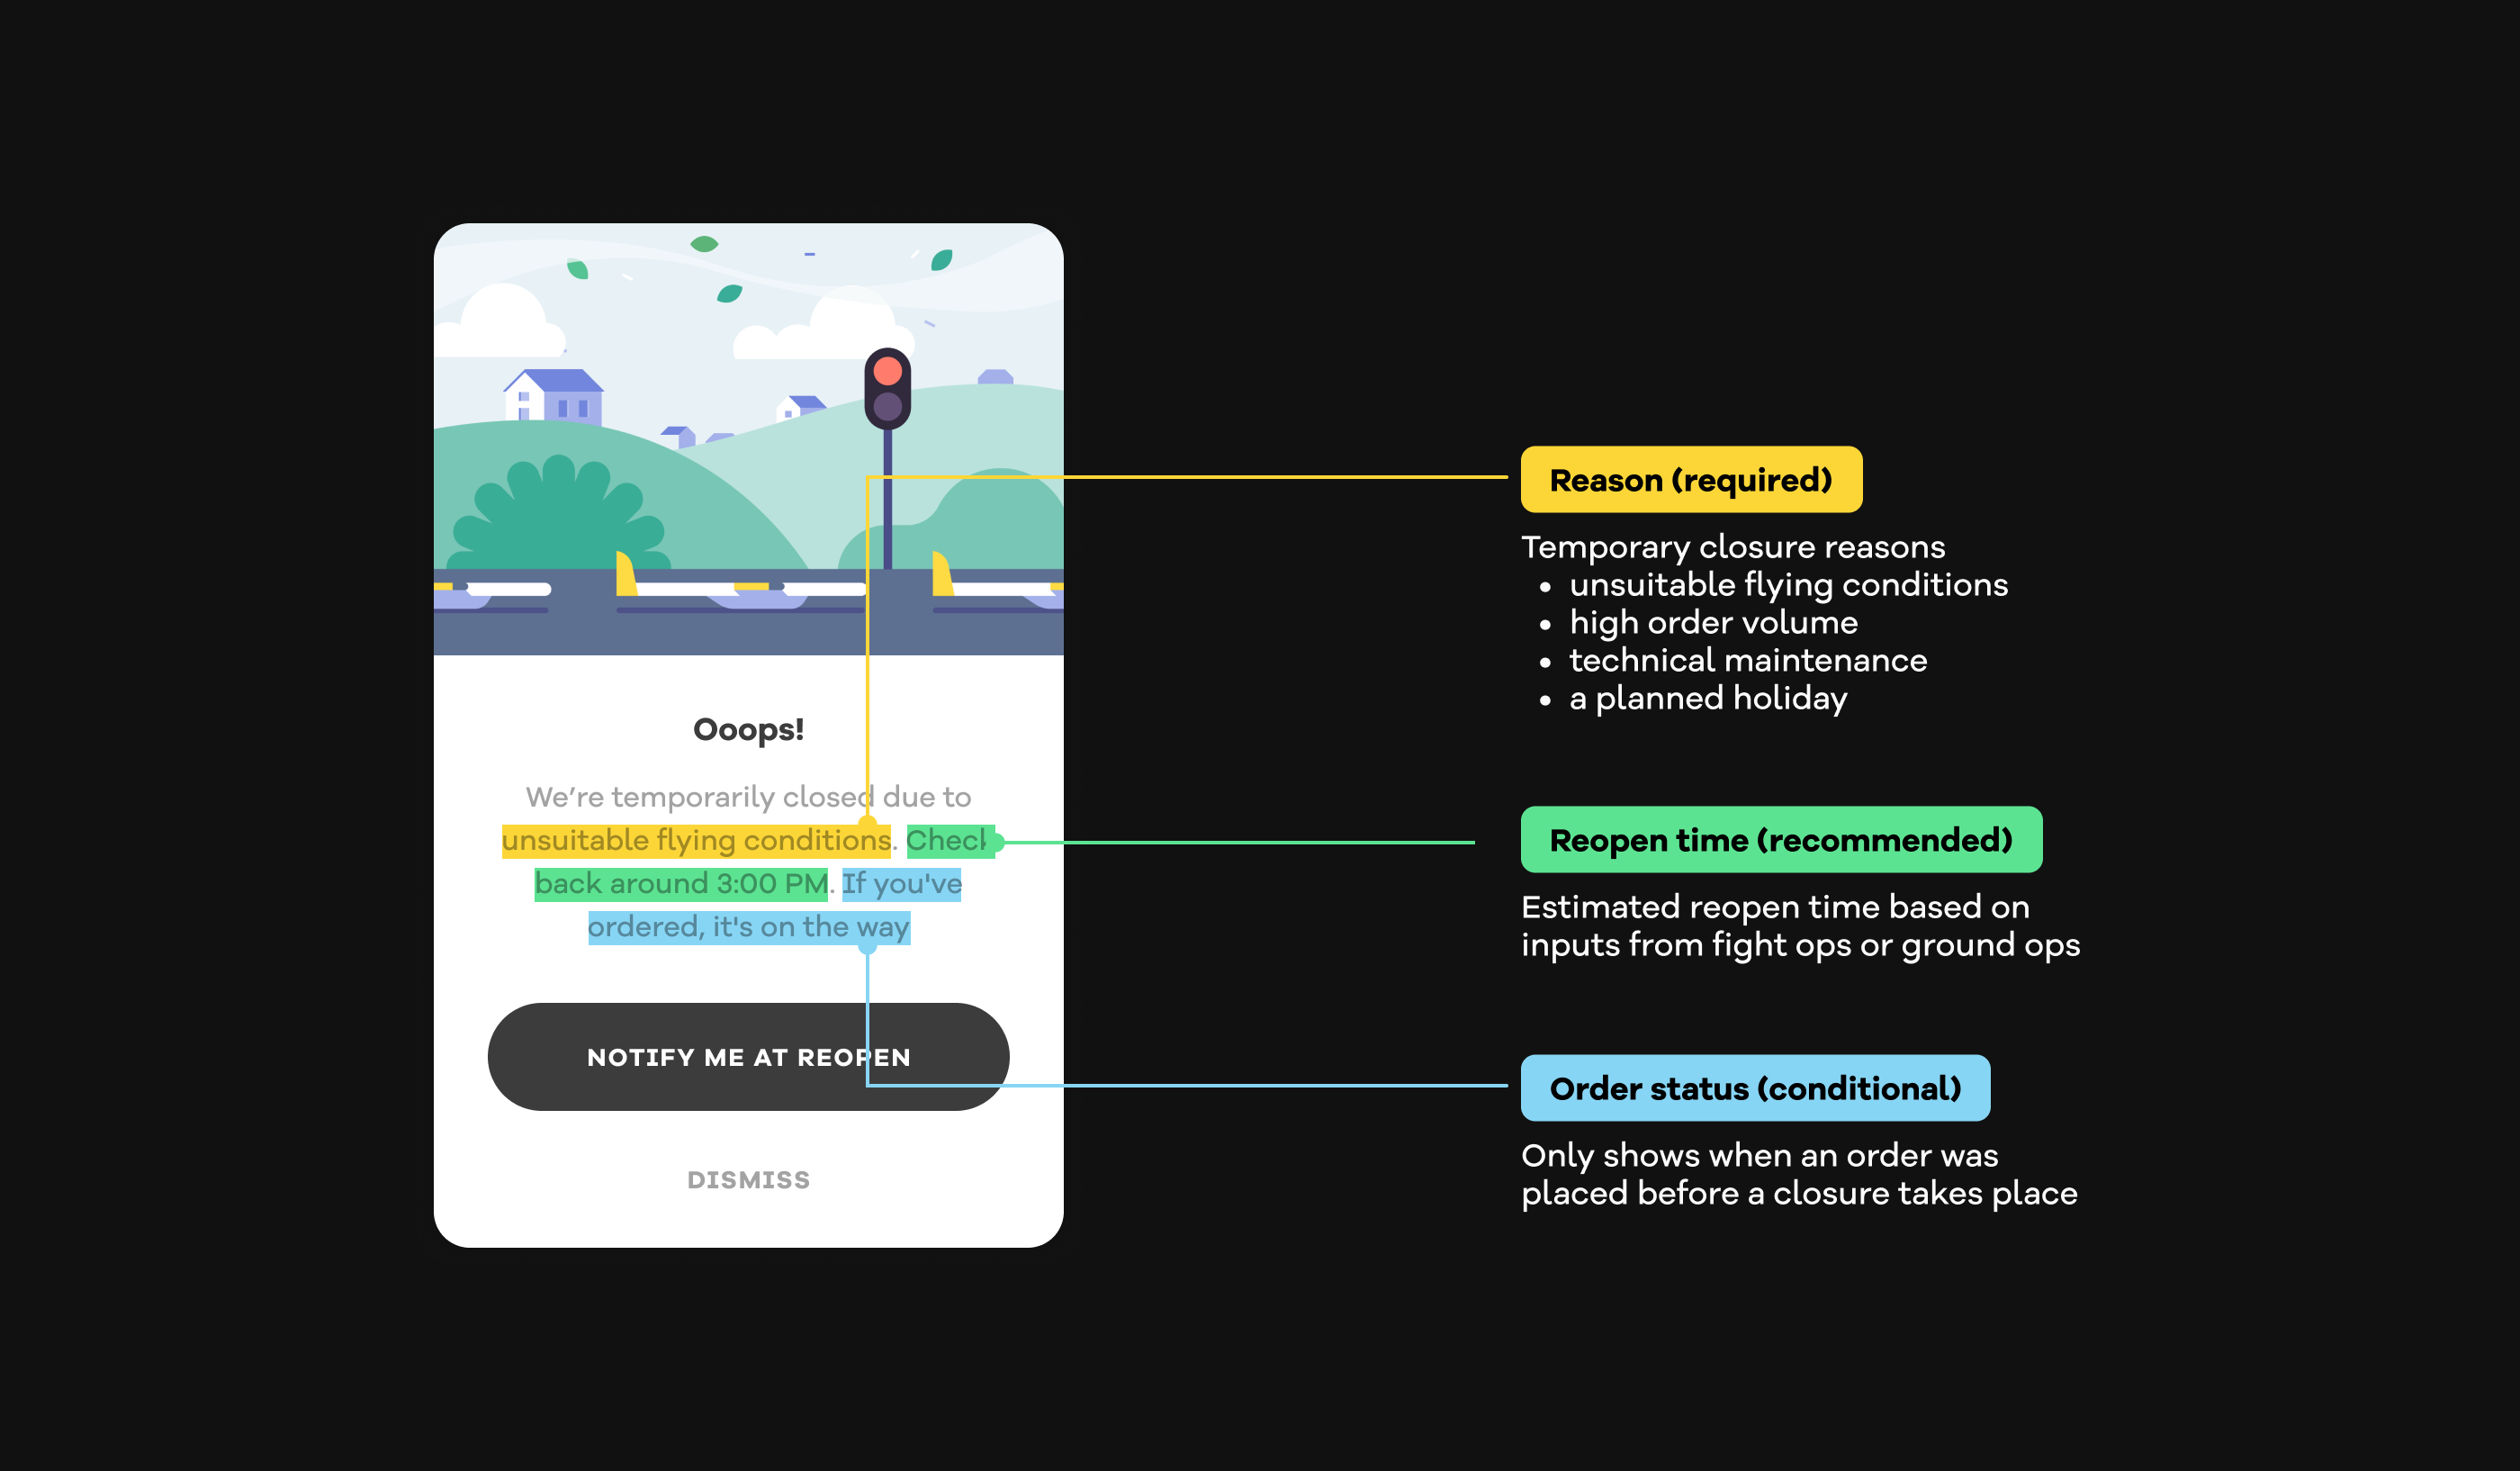 Ooops!
We’re temporarily closed due to
unsuitable flying conditions. Check
back around 3:00 PM. If you've
ordered, it's on the way
NOTIFY ME AT REOPEN
DISMISS
Reason (required)
Temporary closure reasons
• unsuitable flying conditions
• high order volume
• technical maintenance
• a planned holiday
Reopen time (recommended)
Estimated reopen time based on
inputs from fight ops or ground ops
Order status (conditional)
Only shows when an order was
placed before a closure takes place